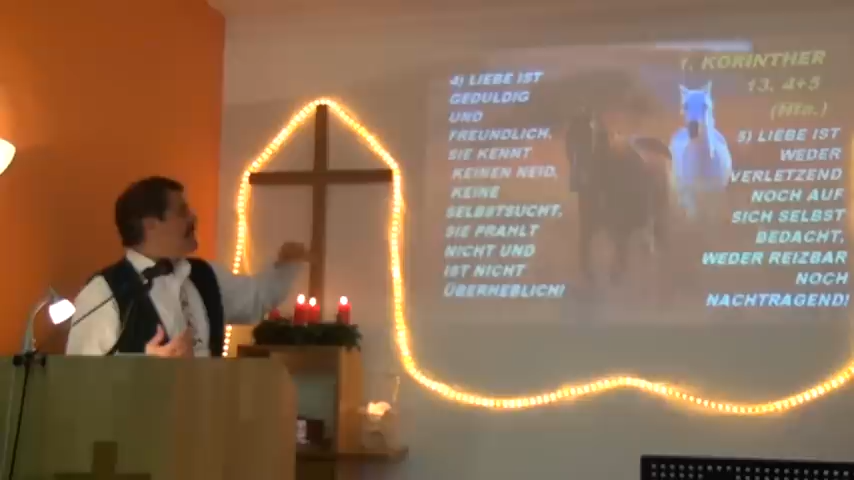 4) LIEBE IST
GEDULDIG
UND
FREUNDLICH.
SIE KENNT
KEINEN NEID,
KEINE
SELBSTSUCHT,
SIE PRAHLT
NICHT UND
IST NICHT
ÜBERHEBLICH!
1. KORINTHER
13, 4+5
(Hfa.)
5) LIEBE IST
WEDER
VERLETZEND
NOCH AUF
SICH SELBST
BEDACHT,
WEDER REIZBAR
NOCH
NACHTRAGEND!